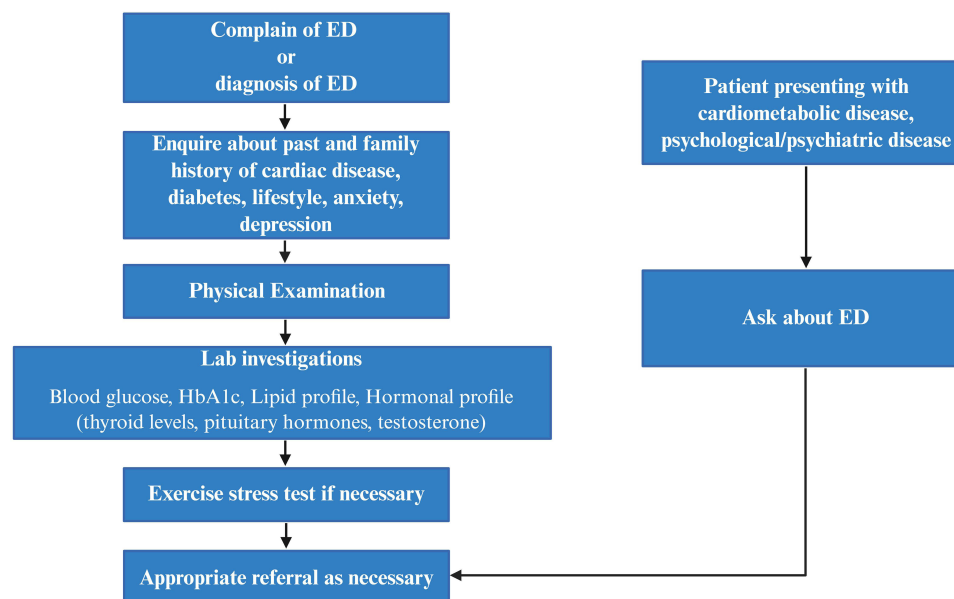 Complain of ED
or
diagnosis of ED
Enquire about past and family
history of cardiac disease,
diabetes, lifestyle, anxiety,
depression
Physical Examination
Lab investigations
Blood glucose, HbA1c, Lipid profile, Hormonal profile
(thyroid levels, pituitary hormones, testosterone)
Exercise stress test if necessary
Appropriate referral as necessary
Patient presenting with
cardiometabolic disease,
psychological/psychiatric disease
Ask about ED